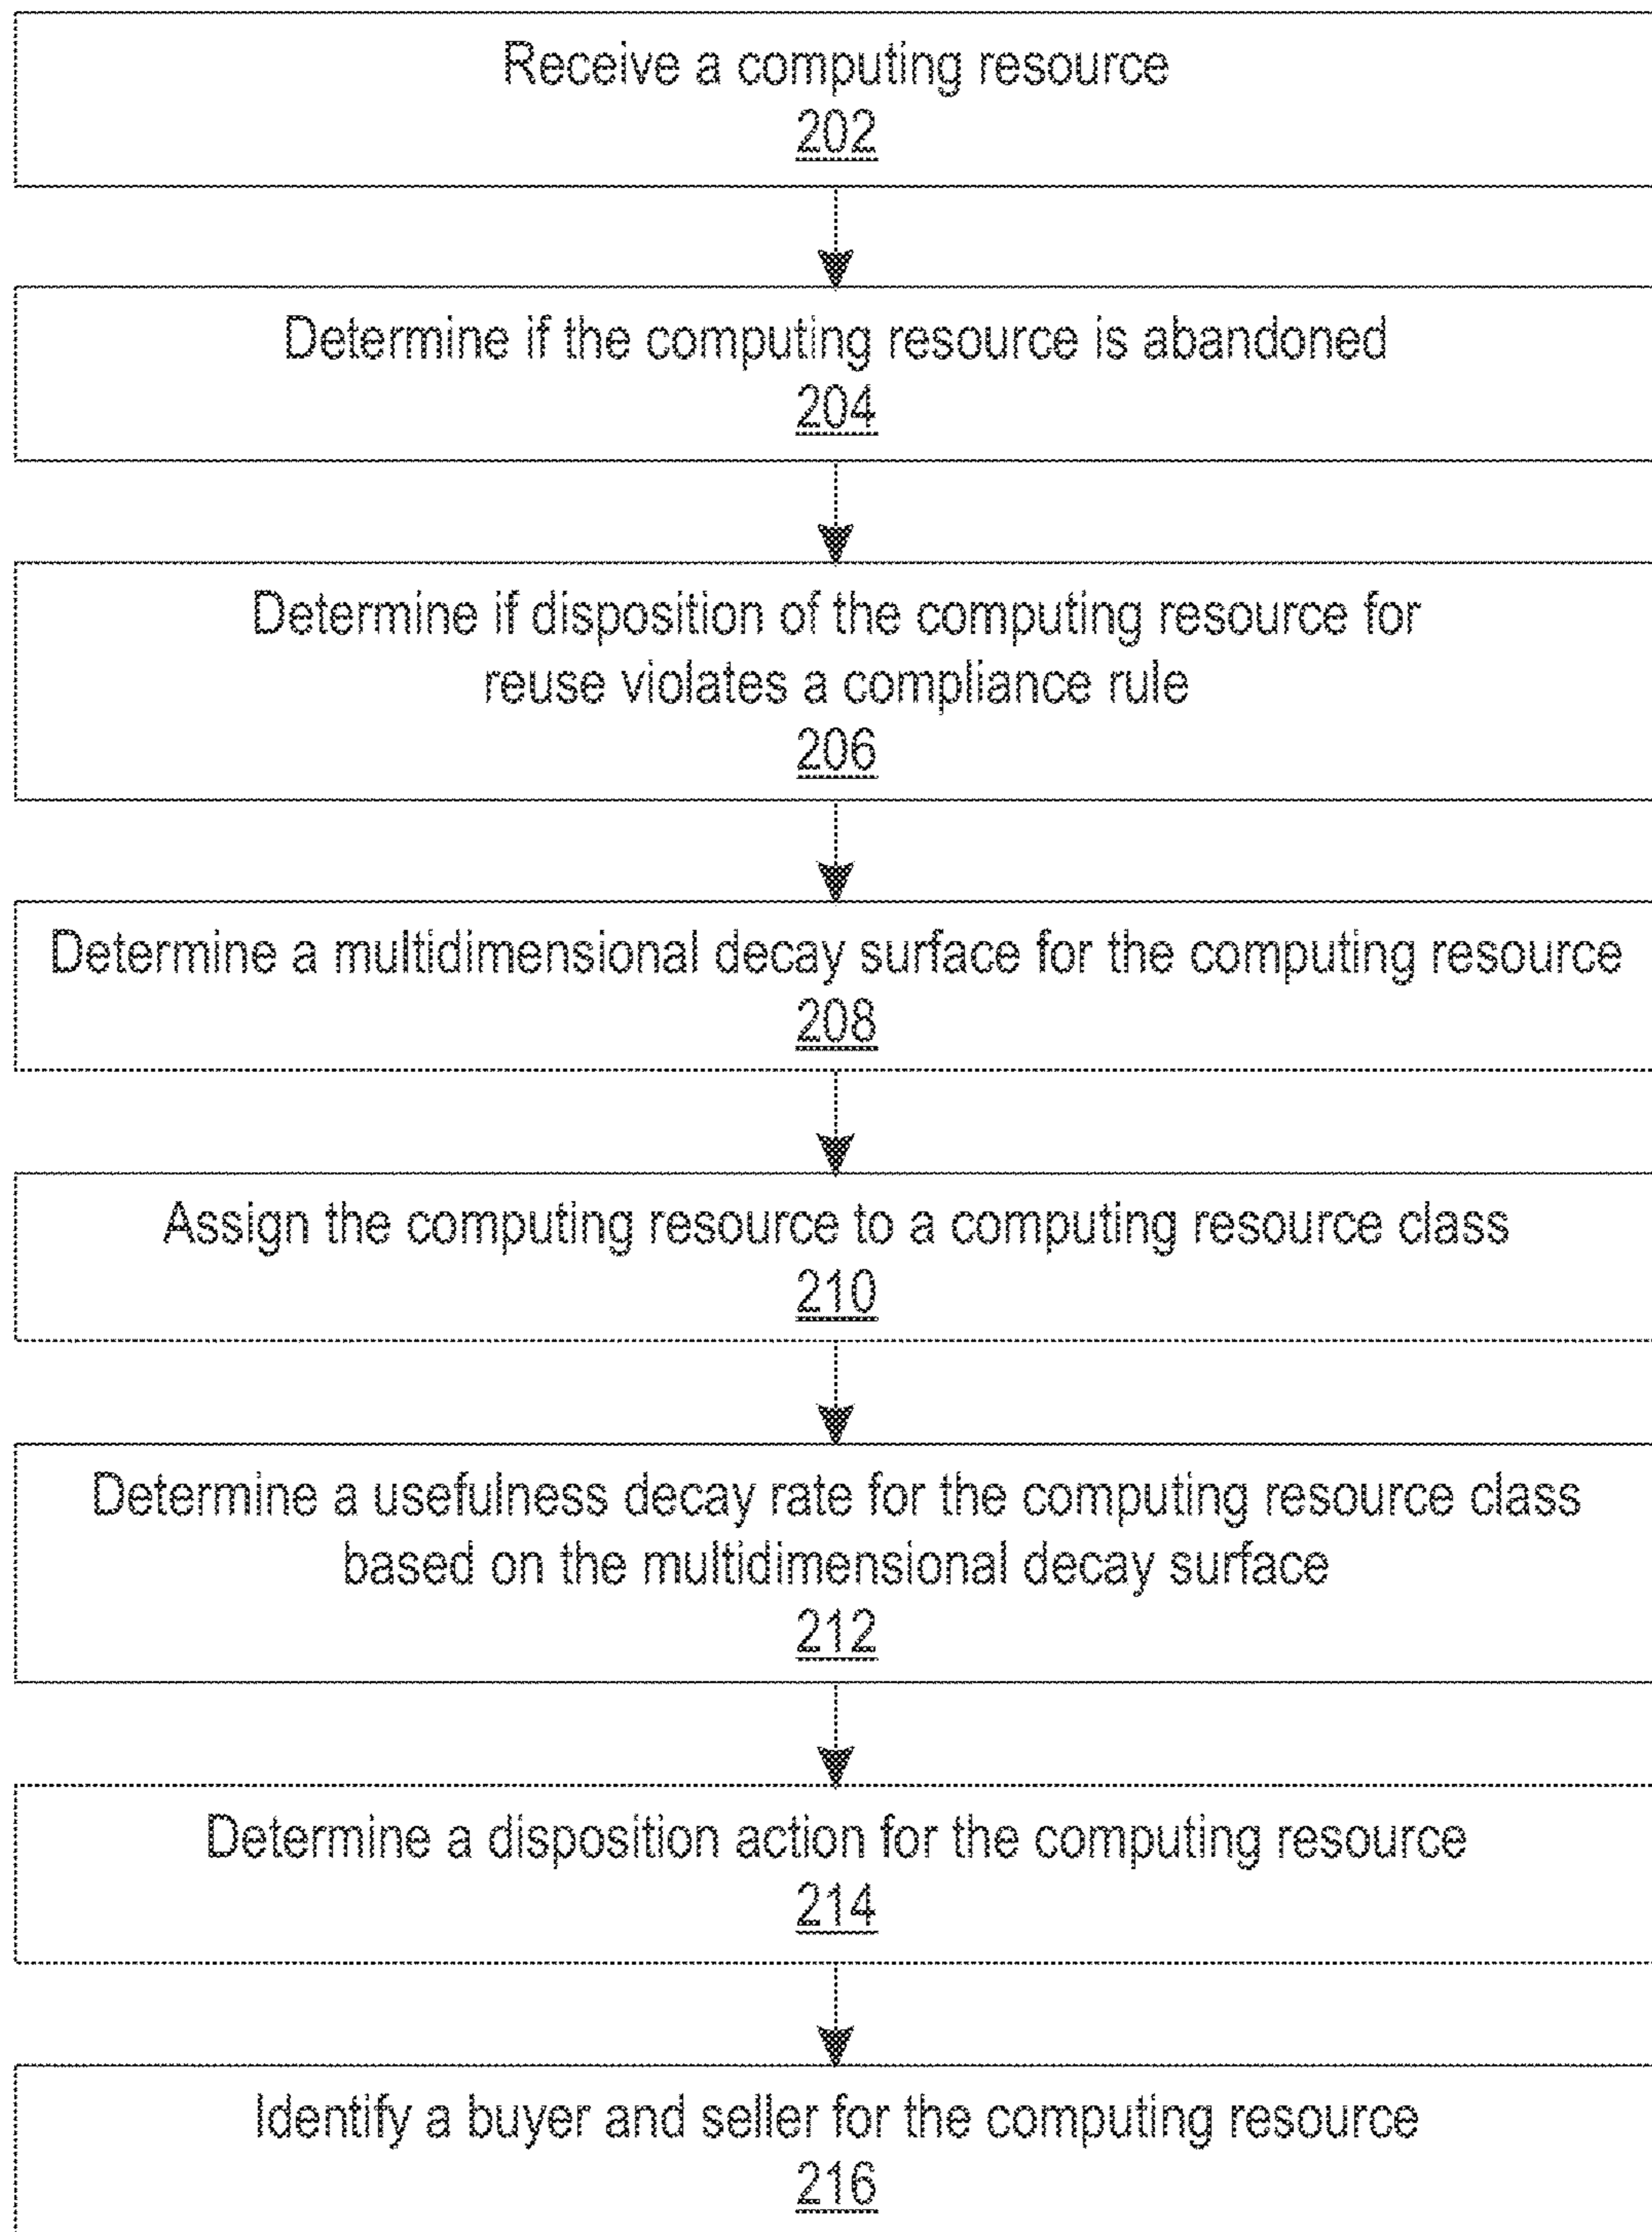 Receive a computing resource
202
Determine if the computing resource is abandoned
204
Determine if disposition of the computing resource for
reuse violates a compliance rule
206
Determine a multidimensional decay surface for the computing resource
208
Assign the computing resource to a computing resource class
210
Determine a usefulness decay rate for the computing resource class
based on the multidimensional decay surface
212
Determine a disposition action for the computing resource
214
Identify a buyer and seller for the computing resource
216